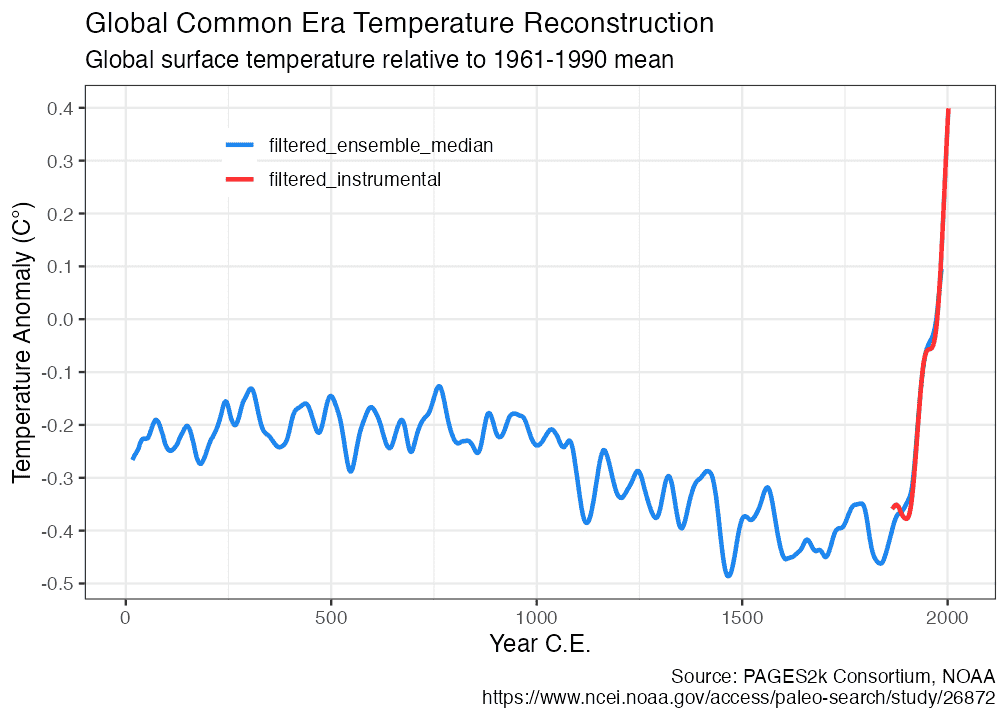 Global Common Era Temperature Reconstruction
Global surface temperature relative to 1961-1990 mean
0.4
0.3
0.2
0.1
0.0
-0.1
-0.2
-0.3
-0.4
-0.5
Temperature Anomaly (C°)
filtered_ensemble_median
filtered_instrumental
0 500 1000 1500 2000
Year C.E.
Source: PAGES2k Consortium, NOAA
https://www.ncei.noaa.gov/access/paleo-search/study/26872